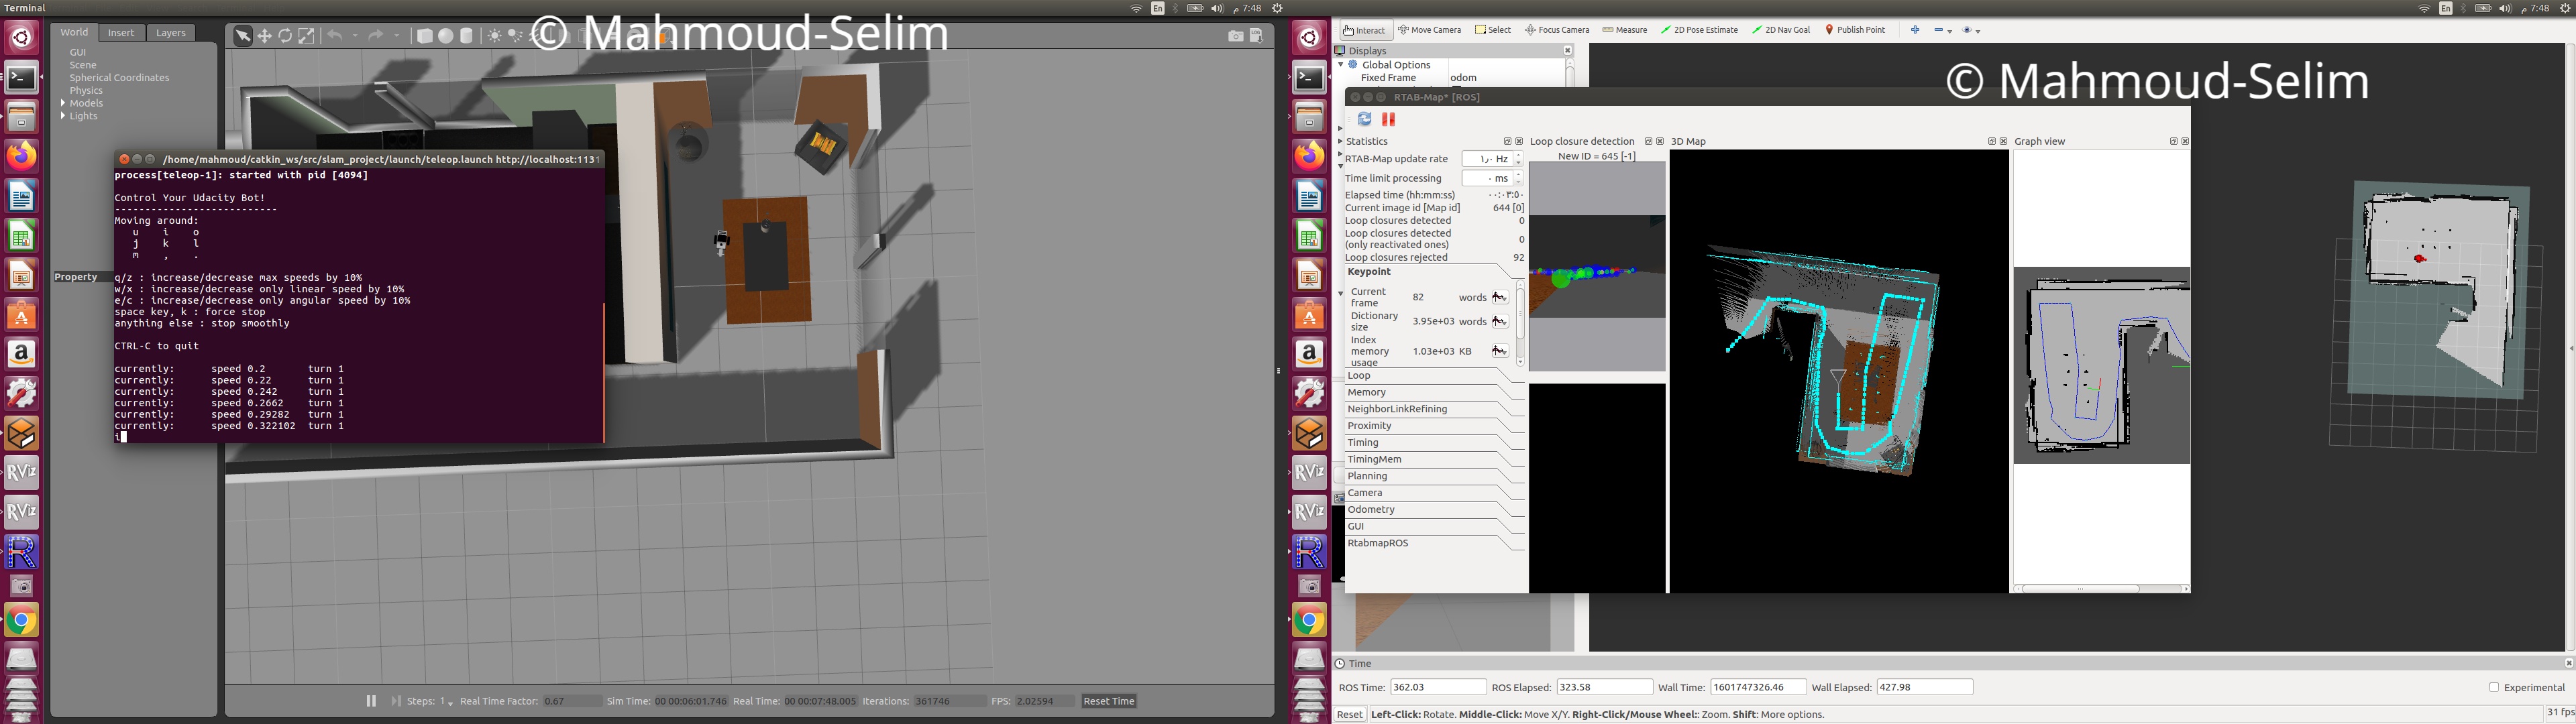 Terminal
En
7:48 م
World
Insert
Layers
GUI
Scene
Spherical Coordinates
Physics
Models
Lights
Property
© Mahmoud-Selim
/home/mahmoud/catkin_ws/src/slam_project/launch/teleop.launch http://localhost:1131
process[teleop-1]: started with pid [4094]
Control Your Udacity Bot!
---------------------------
Moving around:
u i o
j k l
m , .
q/z : increase/decrease max speeds by 10%
w/x : increase/decrease only linear speed by 10%
e/c : increase/decrease only angular speed by 10%
space key, k : force stop
anything else : stop smoothly
CTRL-C to quit
currently: speed 0.2 turn 1
currently: speed 0.22 turn 1
currently: speed 0.242 turn 1
currently: speed 0.2662 turn 1
currently: speed 0.29282 turn 1
currently: speed 0.322102 turn 1
i
Steps: 1
Real Time Factor: 0.67
Sim Time: 00 00:06:01.746
Real Time: 00 00:07:48.005
Iterations: 361746
FPS: 2.02594
Reset Time
RViz
RViz
En
7:48 م
Interact
Move Camera
Select
Focus Camera
Measure
2D Pose Estimate
2D Nav Goal
Publish Point
Displays
Global Options
Fixed Frame odom
© Mahmoud-Selim
RTAB-Map* [ROS]
Statistics
RTAB-Map update rate ١٫٠ Hz
Time limit processing ٠ ms
Elapsed time (hh:mm:ss) ٠٠:٠٣:٥٠
Current image id [Map id] 644 [0]
Loop closures detected 0
Loop closures detected
(only reactivated ones) 0
Loop closures rejected 92
Keypoint
Current
frame 82 words
Dictionary
size 3.95e+03 words
Index
memory
usage 1.03e+03 KB
Loop
Memory
NeighborLinkRefining
Proximity
Timing
TimingMem
Planning
Camera
Odometry
GUI
RtabmapROS
Loop closure detection
New ID = 645 [-1]
3D Map
Graph view
RViz
RViz
Time
ROS Time: 362.03
ROS Elapsed: 323.58
Wall Time: 1601747326.46
Wall Elapsed: 427.98
Experimental
Reset
Left-Click: Rotate. Middle-Click: Move X/Y. Right-Click/Mouse Wheel:: Zoom. Shift: More options.
31 fps